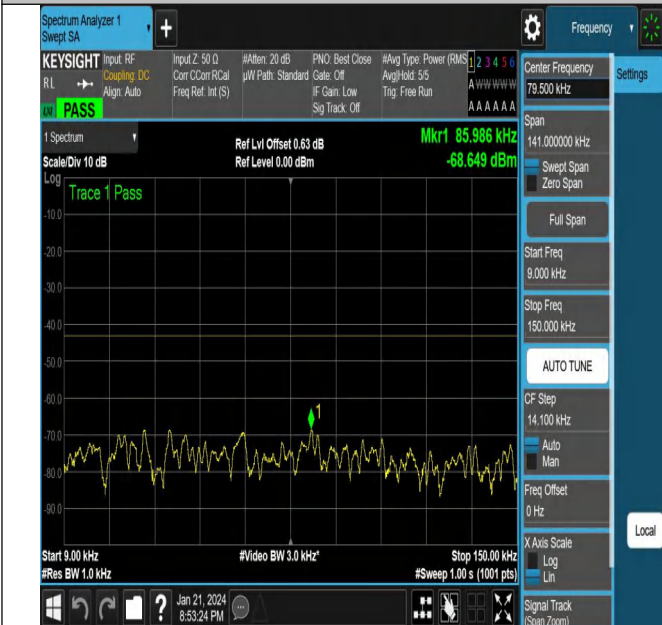 Spectrum Analyzer 1
Swept SA
Frequency
KEYSIGHT
RL
PASS
Input: RF
Coupling: DC
Align: Auto
Input Z: 50 Ω
Corr CCorr RCal
Freq Ref: Int (S)
#Atten: 20 dB
µW Path: Standard
PNO: Best Close
Gate: Off
IF Gain: Low
Sig Track: Off
#Avg Type: Power (RMS
Avg|Hold: 5/5
Trig: Free Run
1 2 3 4 5 6
A W W W W W
A A A A A A
Center Frequency
79.500 kHz
Settings
Span
141.000000 kHz
Swept Span
Zero Span
Full Span
Start Freq
9.000 kHz
Stop Freq
150.000 kHz
AUTO TUNE
CF Step
14.100 kHz
Auto
Man
Freq Offset
0 Hz
X Axis Scale
Log
Lin
Signal Track
(Span Zoom)
Local
1 Spectrum
Scale/Div 10 dB
Log
Ref Lvl Offset 0.63 dB
Ref Level 0.00 dBm
Mkr1 85.986 kHz
-68.649 dBm
Trace 1 Pass
-10.0
-20.0
-30.0
-40.0
-50.0
-60.0
-70.0
-80.0
-90.0
1
Start 9.00 kHz
#Res BW 1.0 kHz
#Video BW 3.0 kHz*
Stop 150.00 kHz
#Sweep 1.00 s (1001 pts)
?
Jan 21, 2024
8:53:24 PM